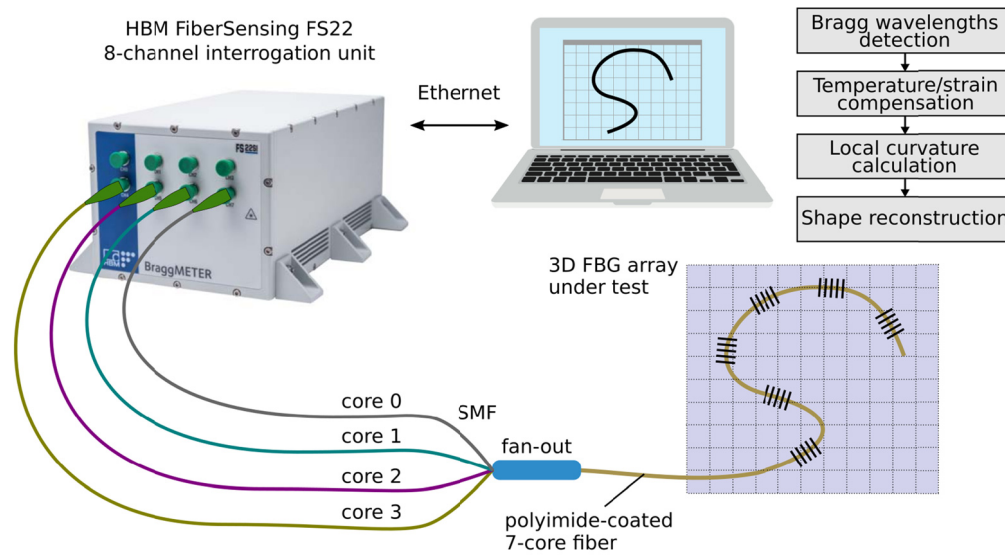 HBM FiberSensing FS22
8-channel interrogation unit
Ethernet
Bragg wavelengths
detection
Temperature/strain
compensation
Local curvature
calculation
Shape reconstruction
HBM
BraggMETER
3D FBG array
under test
core 0
core 1
core 2
core 3
SMF
fan-out
polyimide-coated
7-core fiber